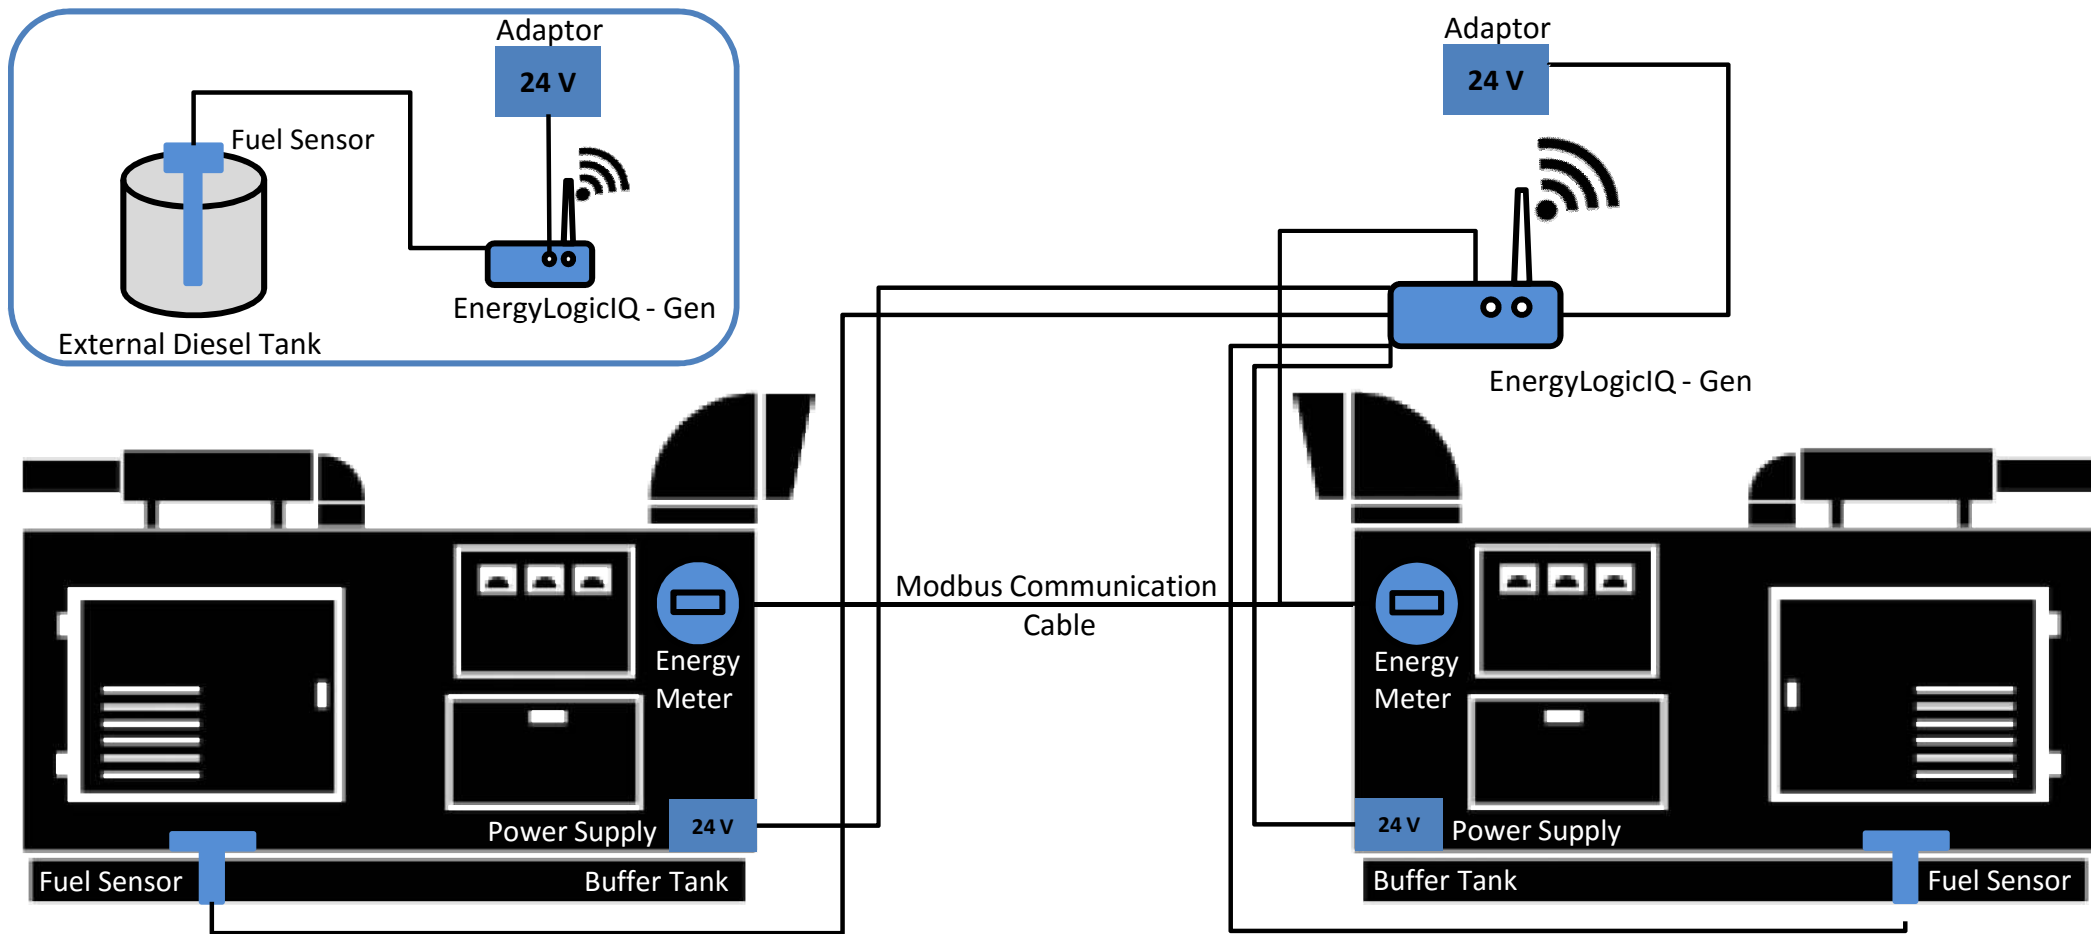 Adaptor
24 V
Fuel Sensor
EnergyLogicIQ - Gen
External Diesel Tank
Adaptor
24 V
EnergyLogicIQ - Gen
Modbus Communication
Cable
Energy
Meter
Power Supply
24 V
Fuel Sensor
Buffer Tank
Energy
Meter
24 V
Power Supply
Buffer Tank
Fuel Sensor